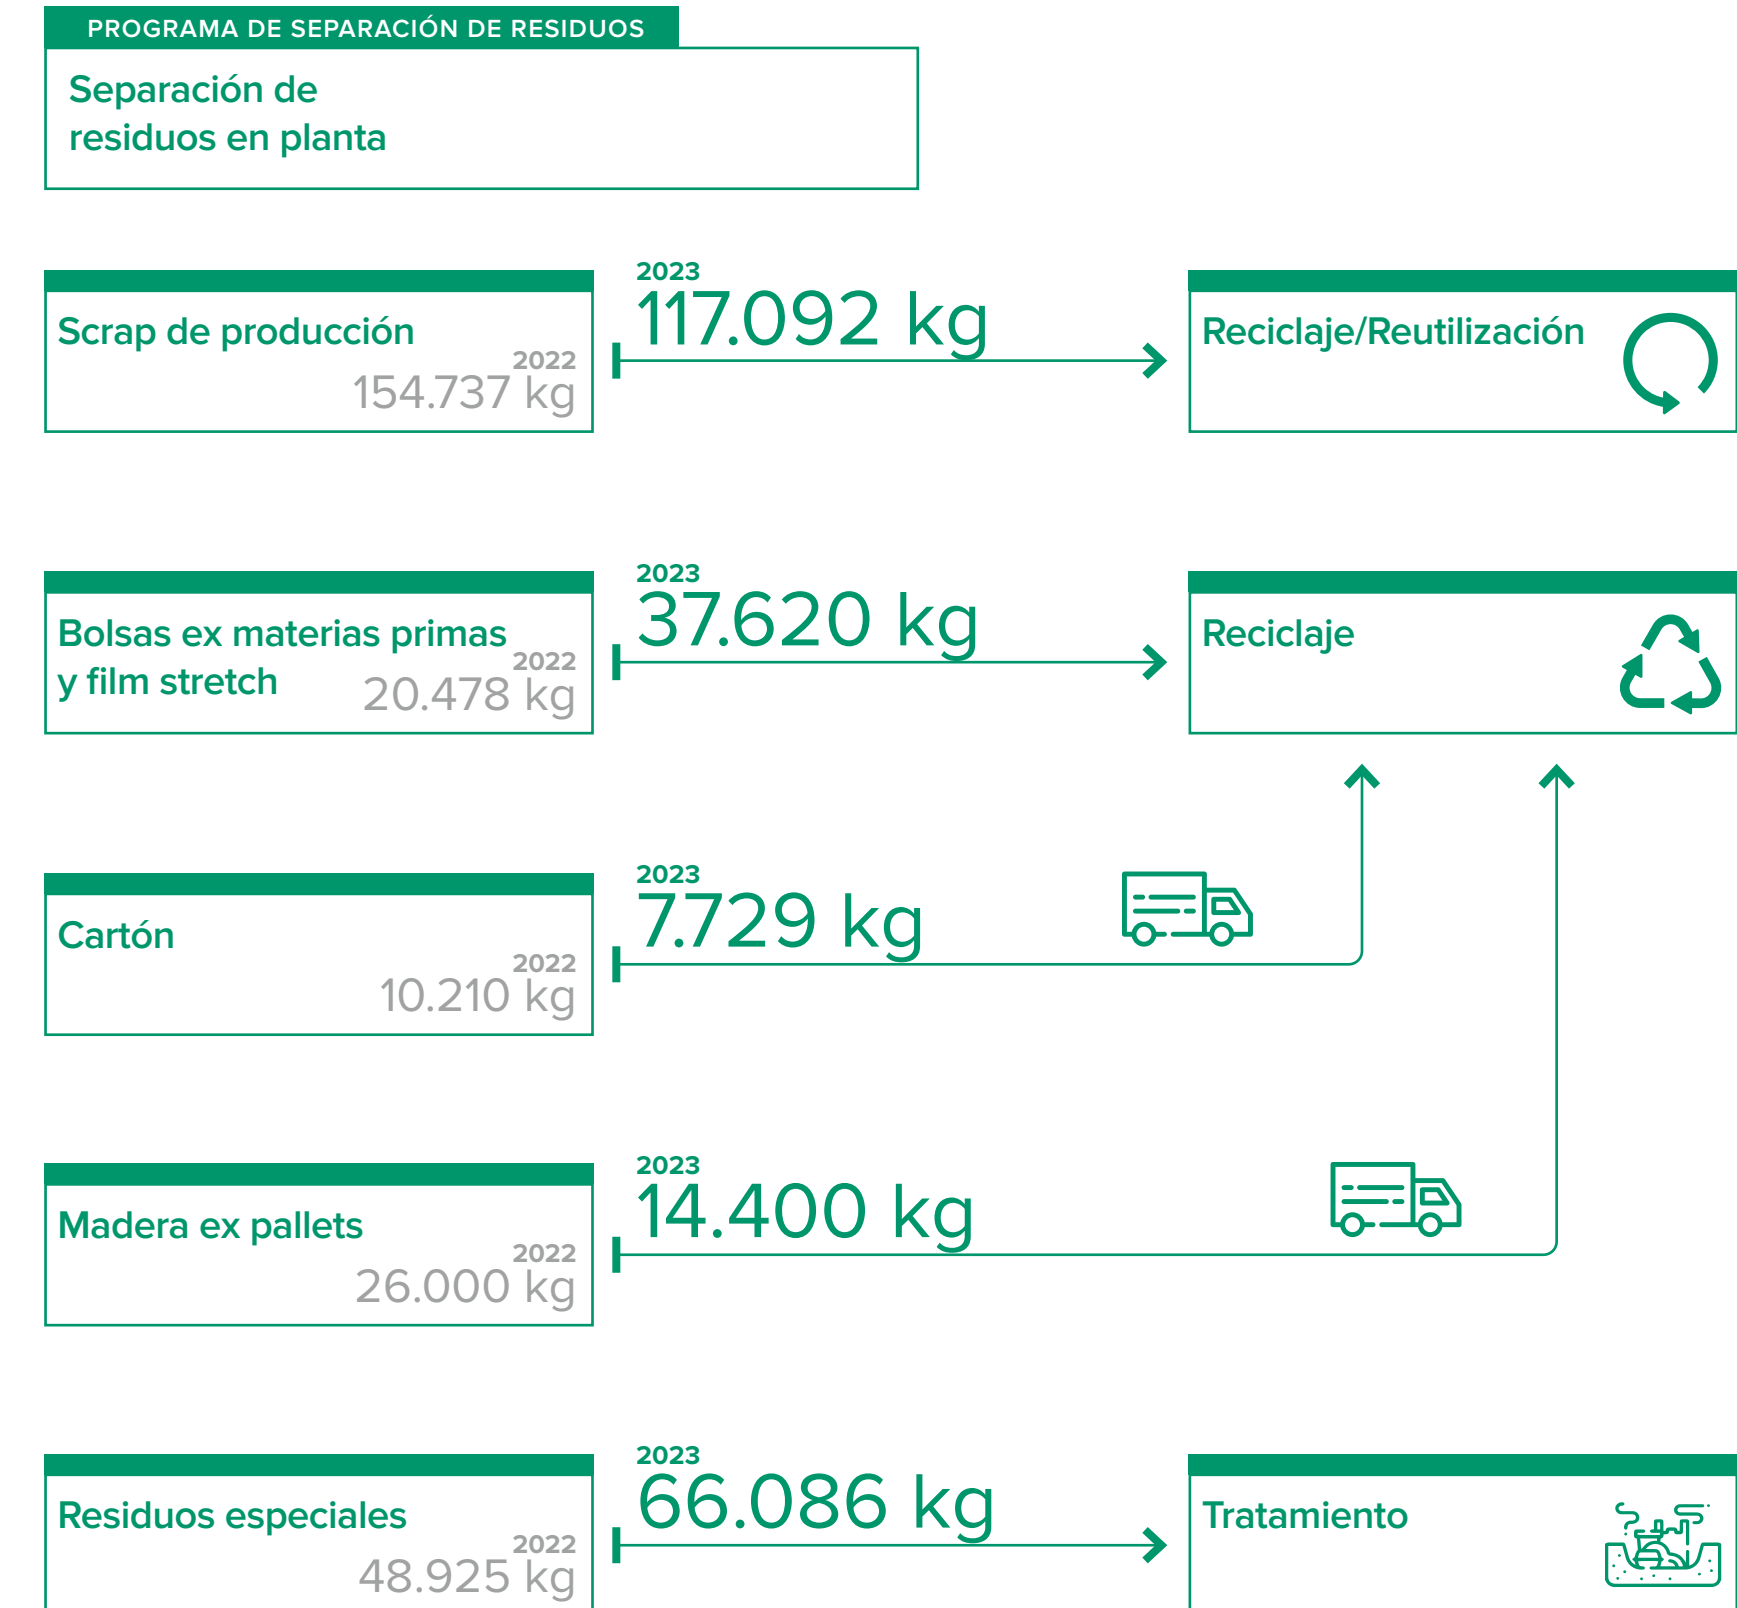 PROGRAMA DE SEPARACIÓN DE RESIDUOS
Separación de
residuos en planta
Scrap de producción
2022
154.737 kg
2023
117.092 kg
Reciclaje/Reutilización
Bolsas ex materias primas
y film stretch
2022
20.478 kg
2023
37.620 kg
Reciclaje
Cartón
2022
10.210 kg
2023
7.729 kg
Madera ex pallets
2022
26.000 kg
2023
14.400 kg
Residuos especiales
2022
48.925 kg
2023
66.086 kg
Tratamiento